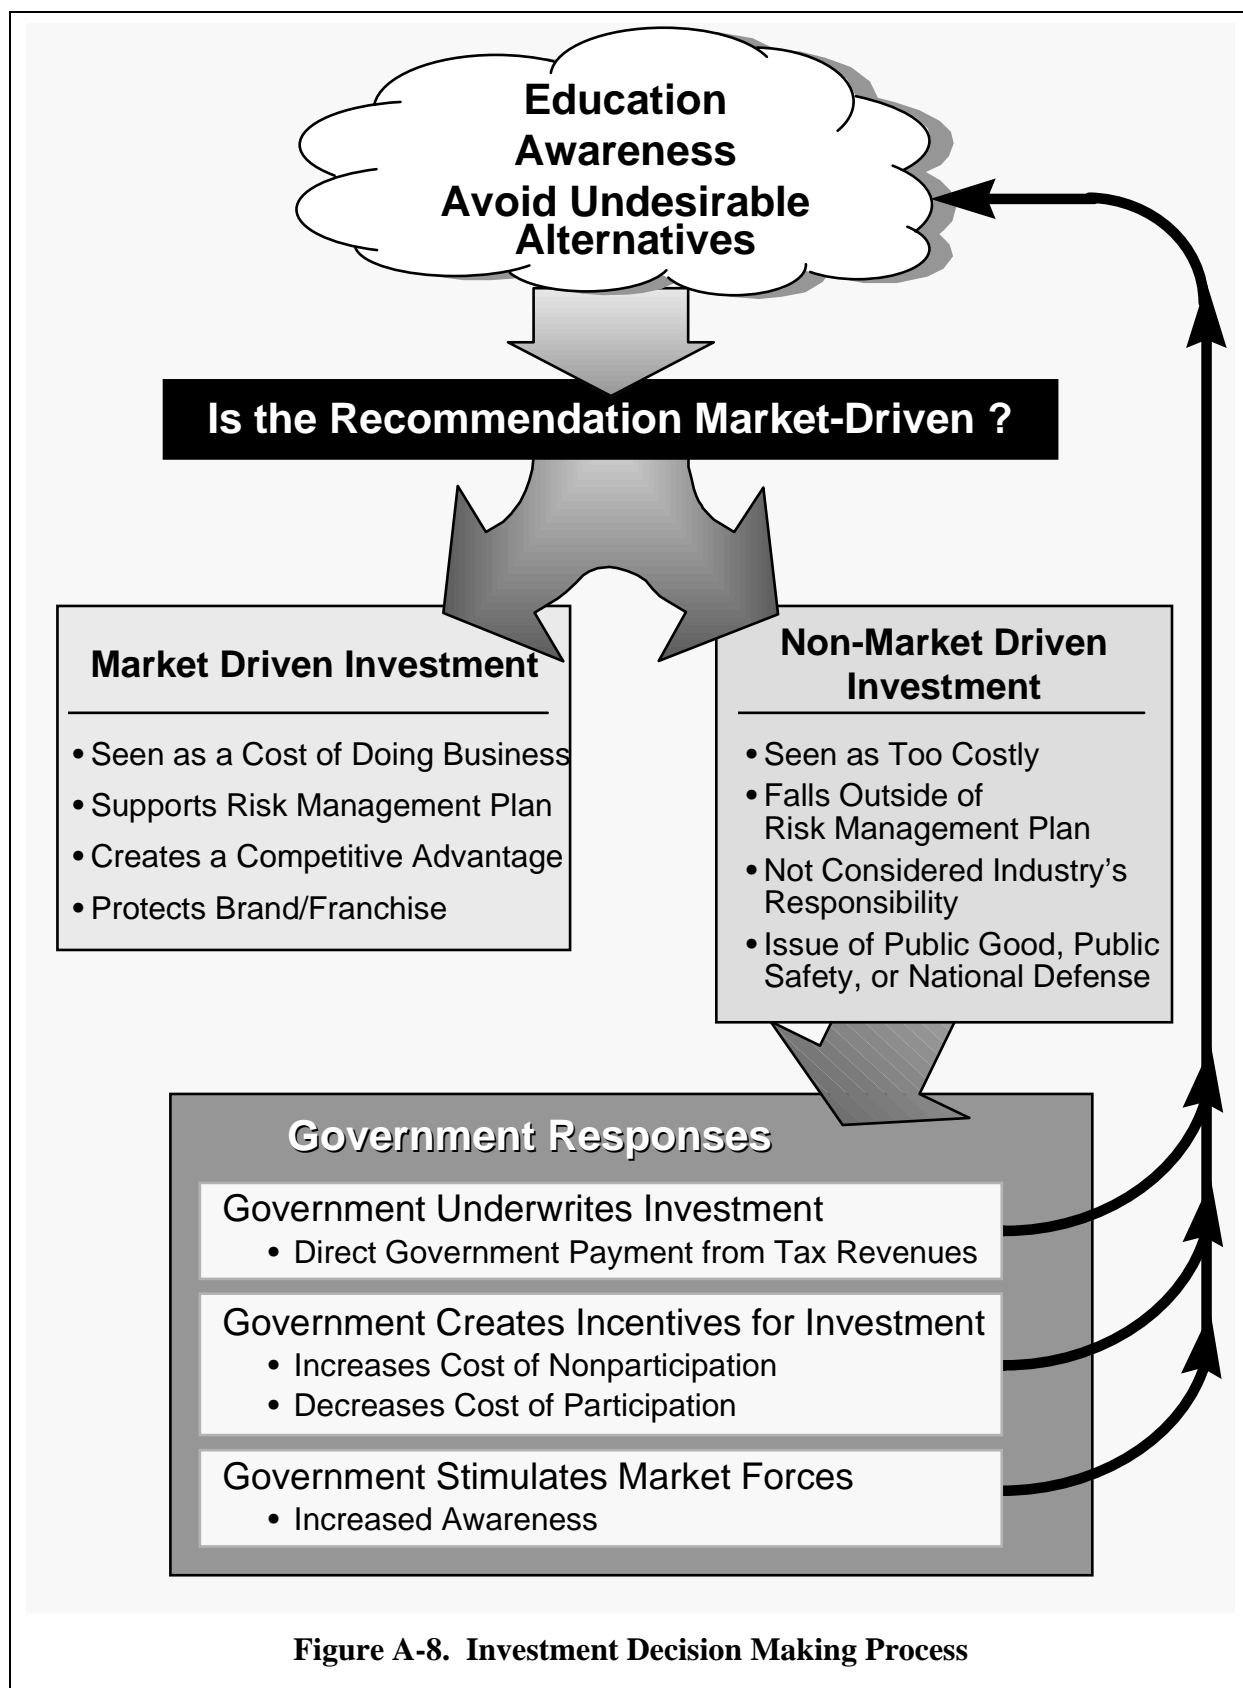 Education
Awareness
Avoid Undesirable
Alternatives
Is the Recommendation Market-Driven ?
Market Driven Investment
• Seen as a Cost of Doing Business
• Supports Risk Management Plan
• Creates a Competitive Advantage
• Protects Brand/Franchise
Non-Market Driven
Investment
• Seen as Too Costly
• Falls Outside of
Risk Management Plan
• Not Considered Industry's
Responsibility
• Issue of Public Good, Public
Safety, or National Defense
Government Responses
Government Underwrites Investment
• Direct Government Payment from Tax Revenues
Government Creates Incentives for Investment
• Increases Cost of Nonparticipation
• Decreases Cost of Participation
Government Stimulates Market Forces
• Increased Awareness
Figure A-8. Investment Decision Making Process